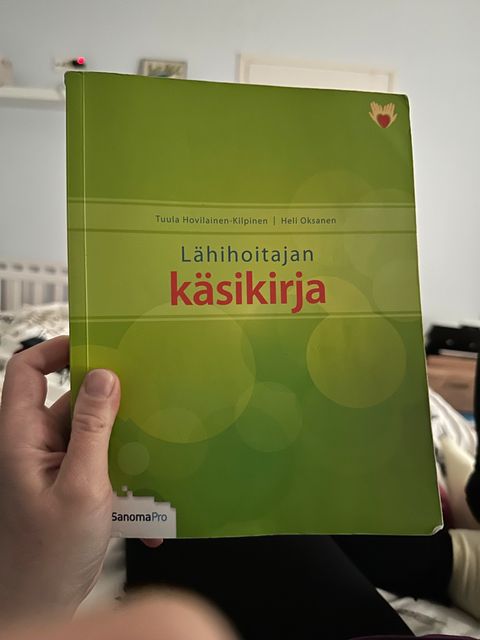 Tuula Hovilainen-Kilpinen | Heli Oksanen
Lähihoitajan
käsikirja
SanomaPro